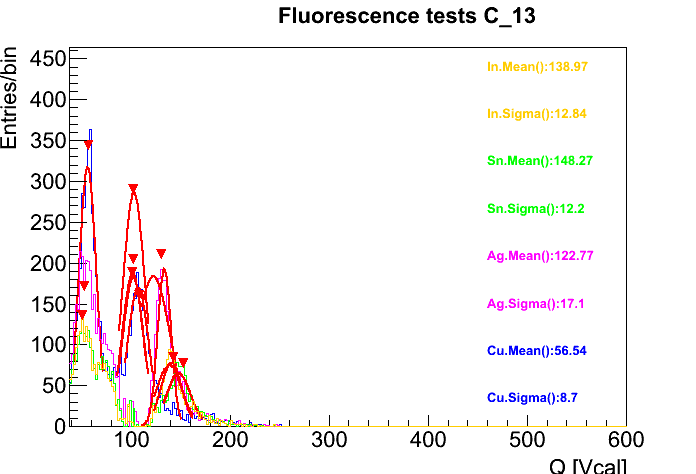 Fluorescence tests C_13
Entries/bin
450
400
350
300
250
200
150
100
50
0
100
200
300
400
500
600
Q [Vcal]
In.Mean():138.97
In.Sigma():12.84
Sn.Mean():148.27
Sn.Sigma():12.2
Ag.Mean():122.77
Ag.Sigma():17.1
Cu.Mean():56.54
Cu.Sigma():8.7